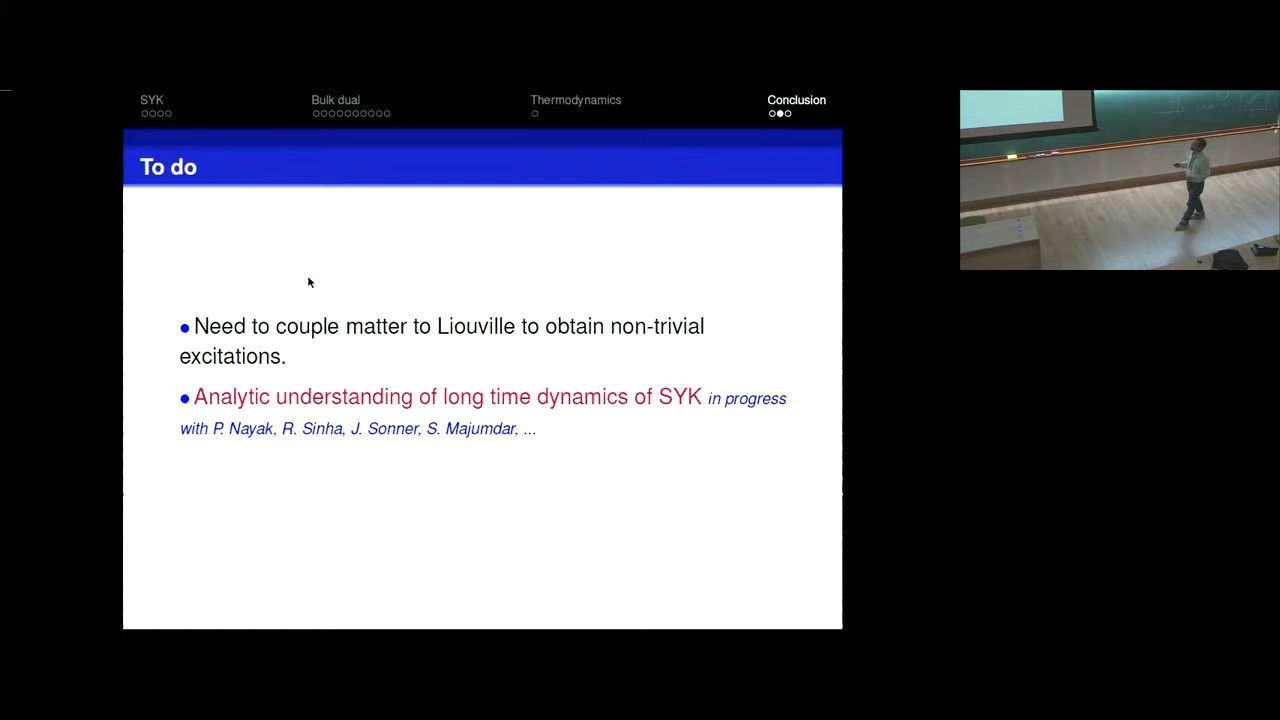 SYK Bulk dual Thermodynamics Conclusion
To do
• Need to couple matter to Liouville to obtain non-trivial
excitations.
• Analytic understanding of long time dynamics of SYK in progress
with P. Nayak, R. Sinha, J. Sonner, S. Majumdar, ...